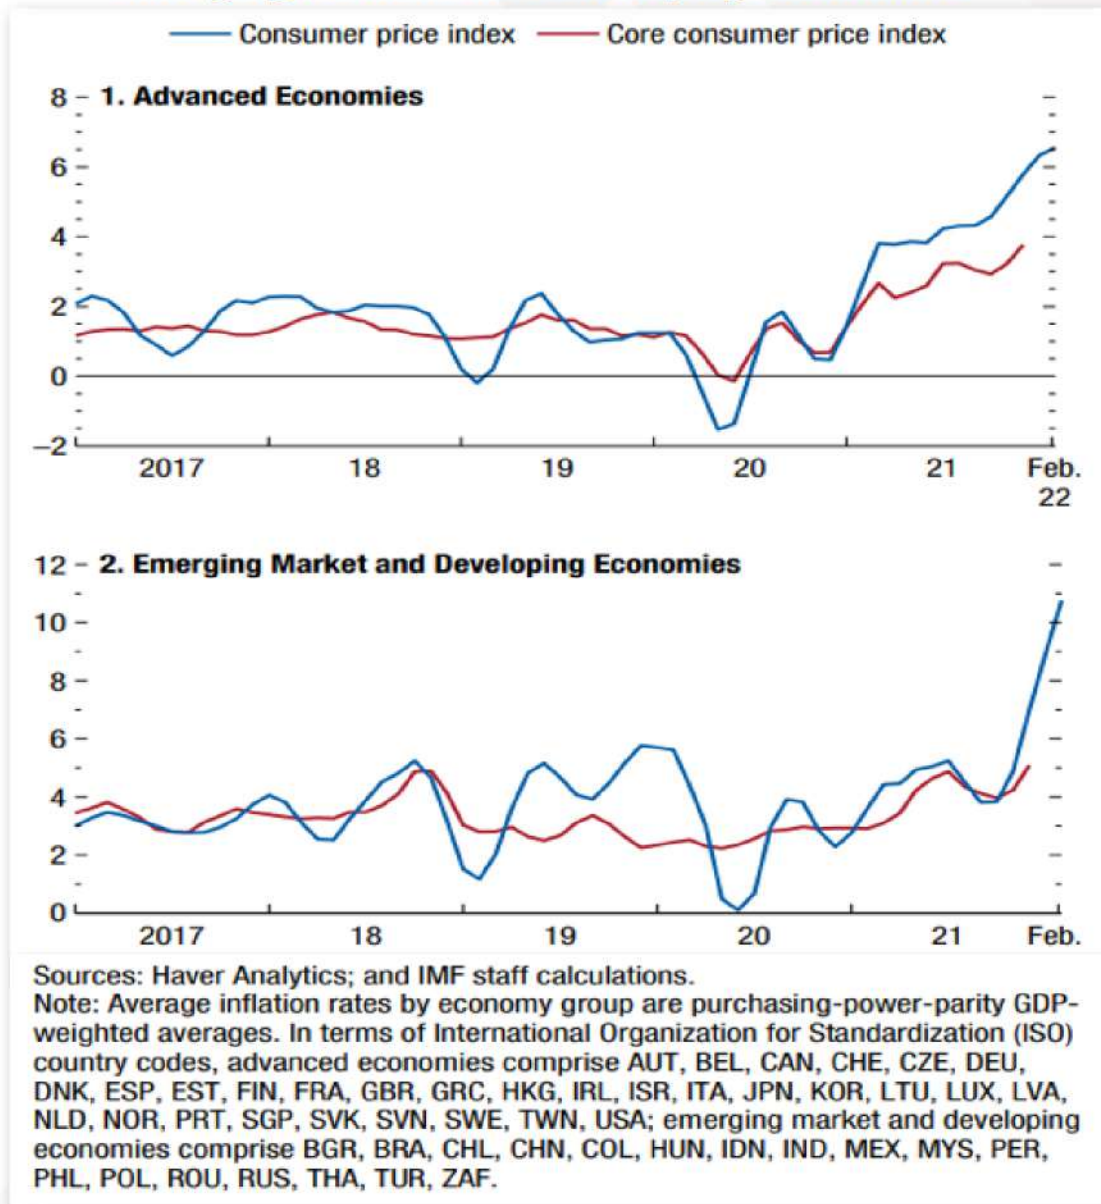 Consumer price index Core consumer price index
8 1. Advanced Economies
6
4
2
0
−2
2017 18 19 20 21 Feb.
22
12 2. Emerging Market and Developing Economies
10
8
6
4
2
0
2017 18 19 20 21 Feb.
Sources: Haver Analytics; and IMF staff calculations.
Note: Average inflation rates by economy group are purchasing-power-parity GDP-
weighted averages. In terms of International Organization for Standardization (ISO)
country codes, advanced economies comprise AUT, BEL, CAN, CHE, CZE, DEU,
DNK, ESP, EST, FIN, FRA, GBR, GRC, HKG, IRL, ISR, ITA, JPN, KOR, LTU, LUX, LVA,
NLD, NOR, PRT, SGP, SVK, SVN, SWE, TWN, USA; emerging market and developing
economies comprise BGR, BRA, CHL, CHN, COL, HUN, IDN, IND, MEX, MYS, PER,
PHL, POL, ROU, RUS, THA, TUR, ZAF.